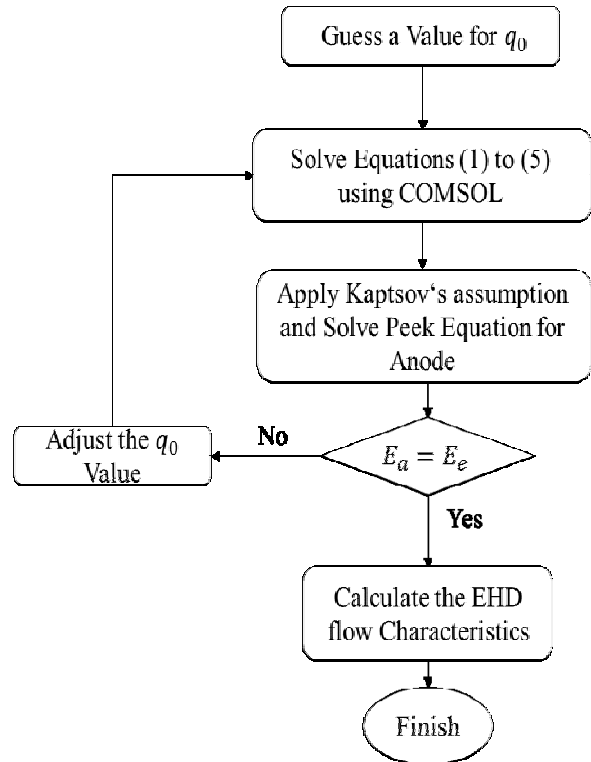 Guess a Value for q₀
Solve Equations (1) to (5)
using COMSOL
Apply Kaptsov‘s assumption
and Solve Peek Equation for
Anode
Eₐ = Eₑ
No
Adjust the q₀
Value
Yes
Calculate the EHD
flow Characteristics
Finish